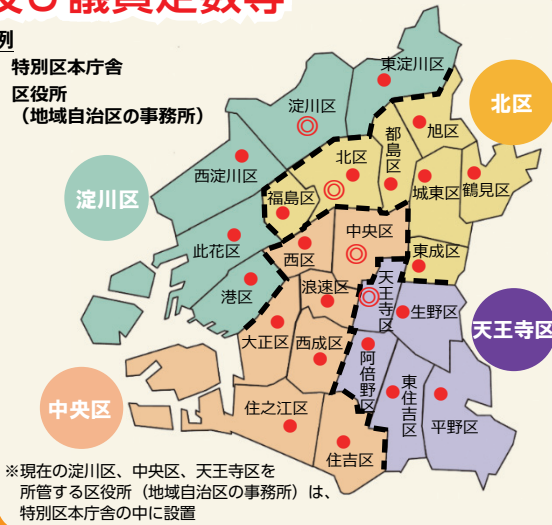 及び議員定数等
例
特別区本庁舎
区役所
（地域自治区の事務所）
北区
淀川区
天王寺区
中央区
東淀川区
淀川区
旭区
都島区
北区
西淀川区
城東区
鶴見区
福島区
中央区
此花区
西区
東成区
港区
浪速区
天王寺区
生野区
大正区
西成区
阿倍野区
東住吉区
平野区
住之江区
住吉区
※現在の淀川区、中央区、天王寺区を
所管する区役所（地域自治区の事務所）は、
特別区本庁舎の中に設置